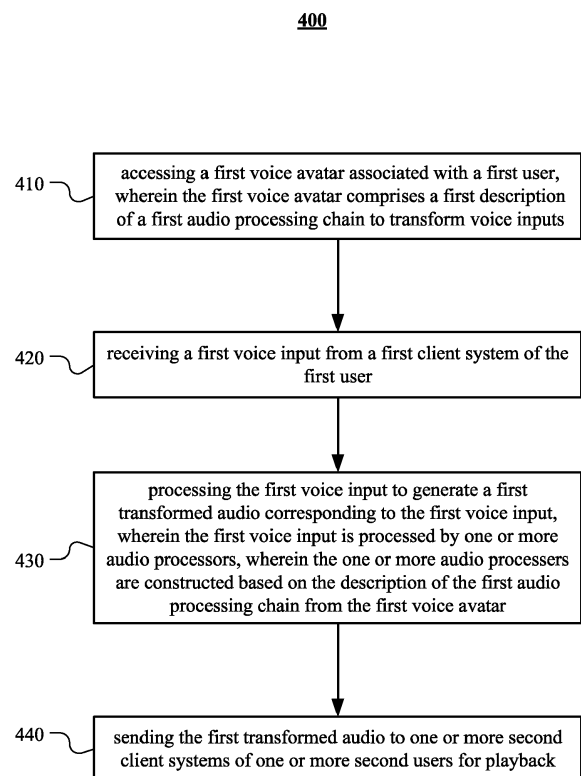 400
410
accessing a first voice avatar associated with a first user,
wherein the first voice avatar comprises a first description
of a first audio processing chain to transform voice inputs
420
receiving a first voice input from a first client system of the
first user
430
processing the first voice input to generate a first
transformed audio corresponding to the first voice input,
wherein the first voice input is processed by one or more
audio processors, wherein the one or more audio processers
are constructed based on the description of the first audio
processing chain from the first voice avatar
440
sending the first transformed audio to one or more second
client systems of one or more second users for playback